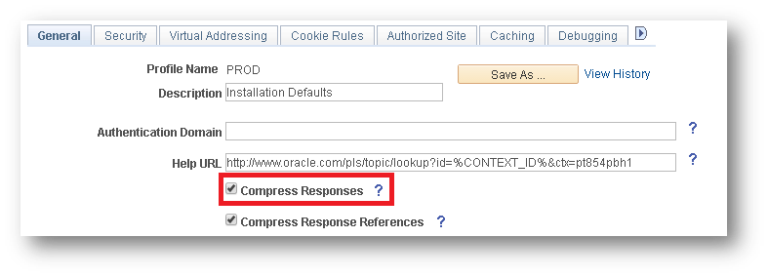 General Security Virtual Addressing Cookie Rules Authorized Site Caching Debugging
Profile Name PROD Save As ... View History
Description Installation Defaults
Authentication Domain ?
Help URL http://www.oracle.com/pls/topic/lookup?id=%CONTEXT_ID%&ctx=pt854pbh1 ?
Compress Responses ?
Compress Response References ?